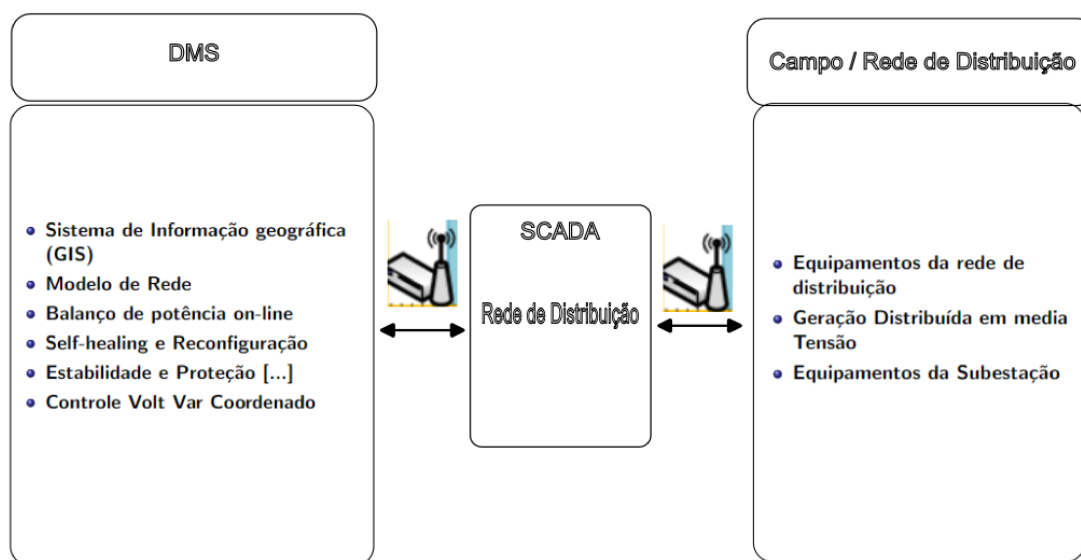 DMS
Sistema de Informação geográfica
(GIS)
Modelo de Rede
Balanço de potência on-line
Self-healing e Reconfiguração
Estabilidade e Proteção [...]
Controle Volt Var Coordenado
SCADA
Rede de Distribuição
Campo / Rede de Distribuição
Equipamentos da rede de
distribuição
Geração Distribuída em media
Tensão
Equipamentos da Subestação